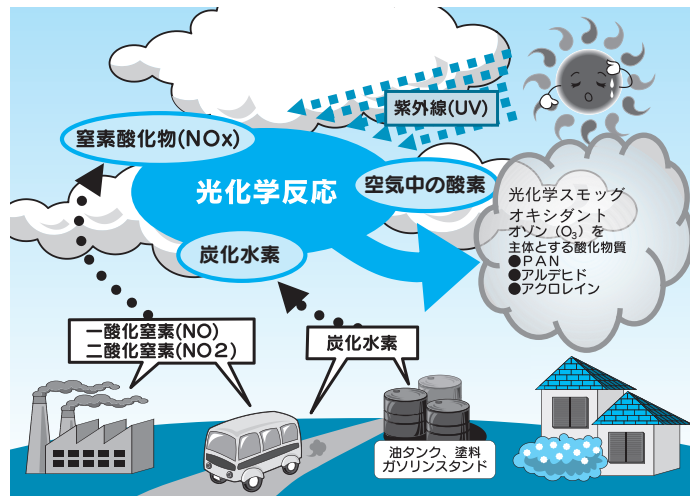 紫外線(UV)
窒素酸化物(NOx)
光化学反応
空気中の酸素
炭化水素
光化学スモッグ
オキシダント
オゾン（O₃）を
主体とする酸化物質
●PAN
●アルデヒド
●アクロレイン
一酸化窒素(NO)
二酸化窒素(NO2)
炭化水素
油タンク、塗料
ガソリンスタンド